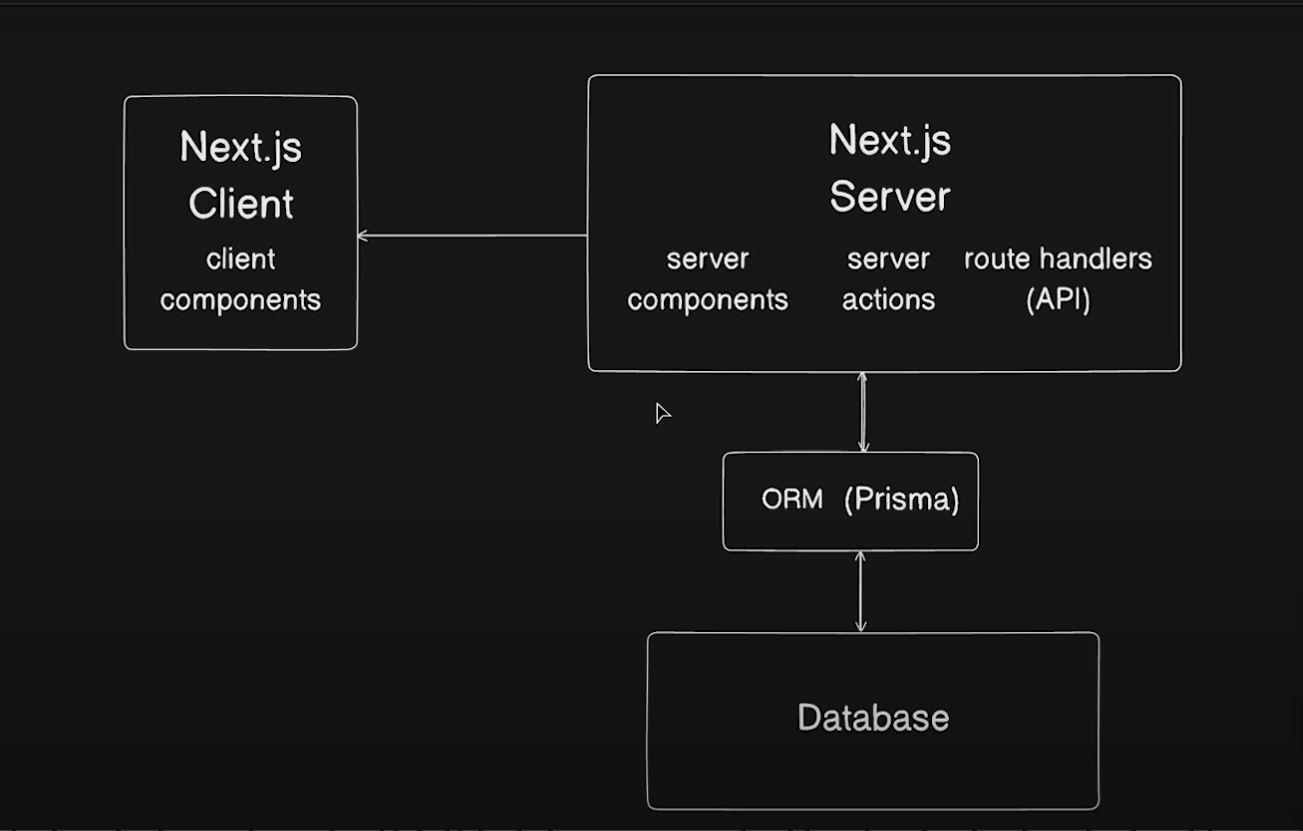 Next.js
Client
client
components
Next.js
Server
server
components
server
actions
route handlers
(API)
ORM (Prisma)
Database